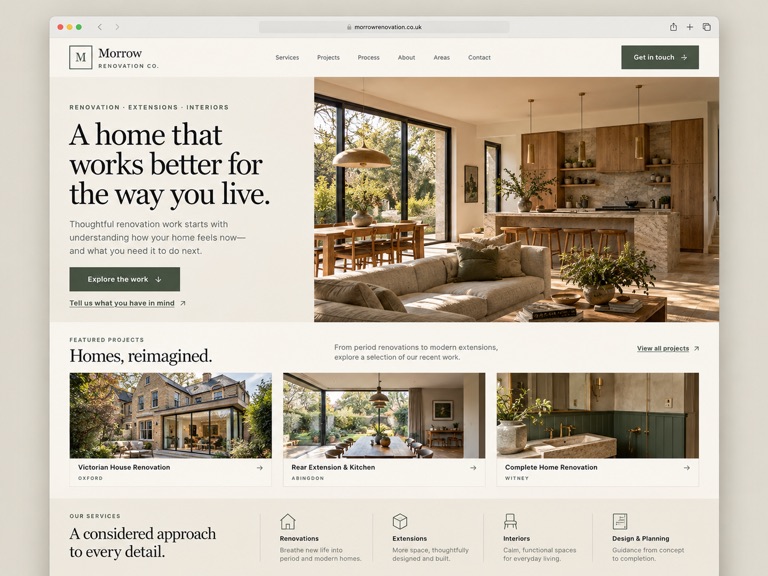 morrowrenovation.co.uk
M
Morrow
RENOVATION CO.
Services
Projects
Process
About
Areas
Contact
Get in touch
RENOVATION · EXTENSIONS · INTERIORS
A home that
works better for
the way you live.
Thoughtful renovation work starts with
understanding how your home feels now—
and what you need it to do next.
Explore the work
Tell us what you have in mind
FEATURED PROJECTS
Homes, reimagined.
From period renovations to modern extensions,
explore a selection of our recent work.
View all projects
Victorian House Renovation
OXFORD
Rear Extension & Kitchen
ABINGDON
Complete Home Renovation
WITNEY
OUR SERVICES
A considered approach
to every detail.
Renovations
Breathe new life into
period and modern homes.
Extensions
More space, thoughtfully
designed and built.
Interiors
Calm, functional spaces
for everyday living.
Design & Planning
Guidance from concept
to completion.